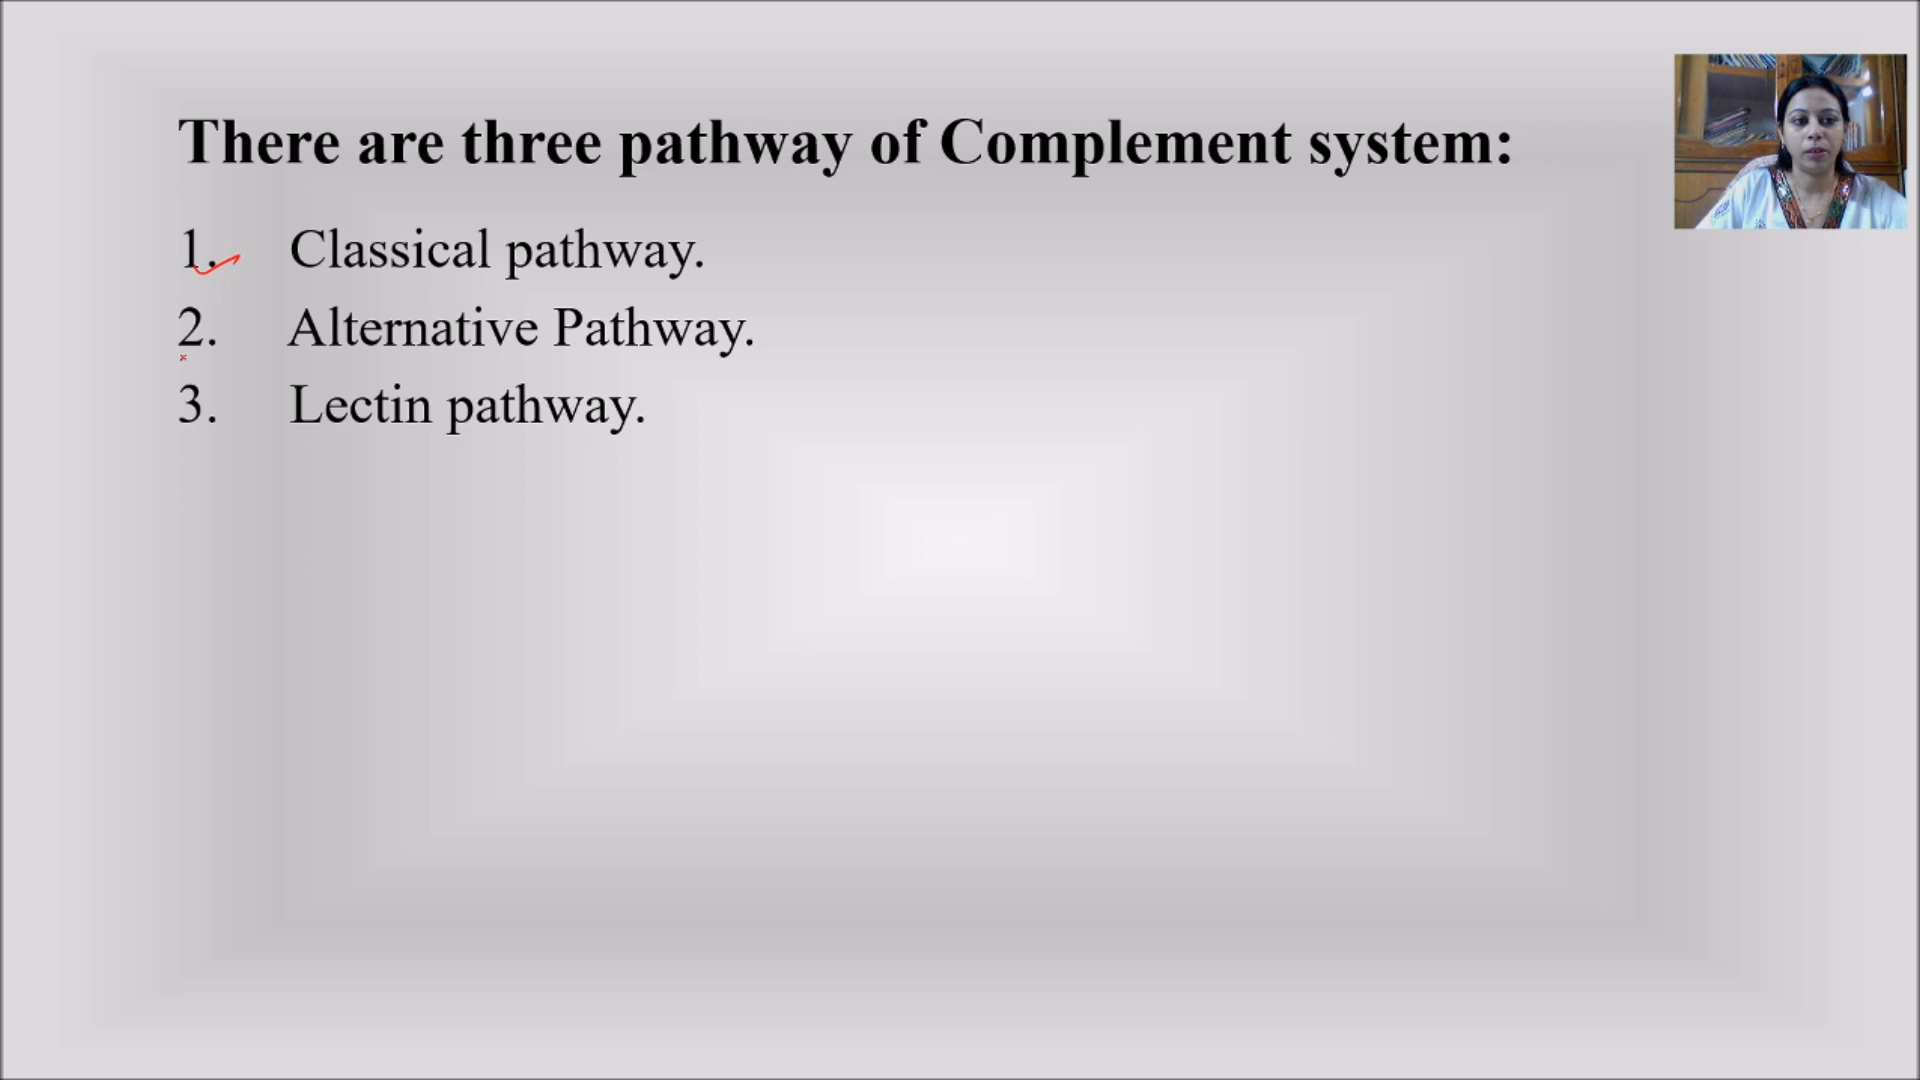 There are three pathway of Complement system:
1. Classical pathway.
2. Alternative Pathway.
3. Lectin pathway.